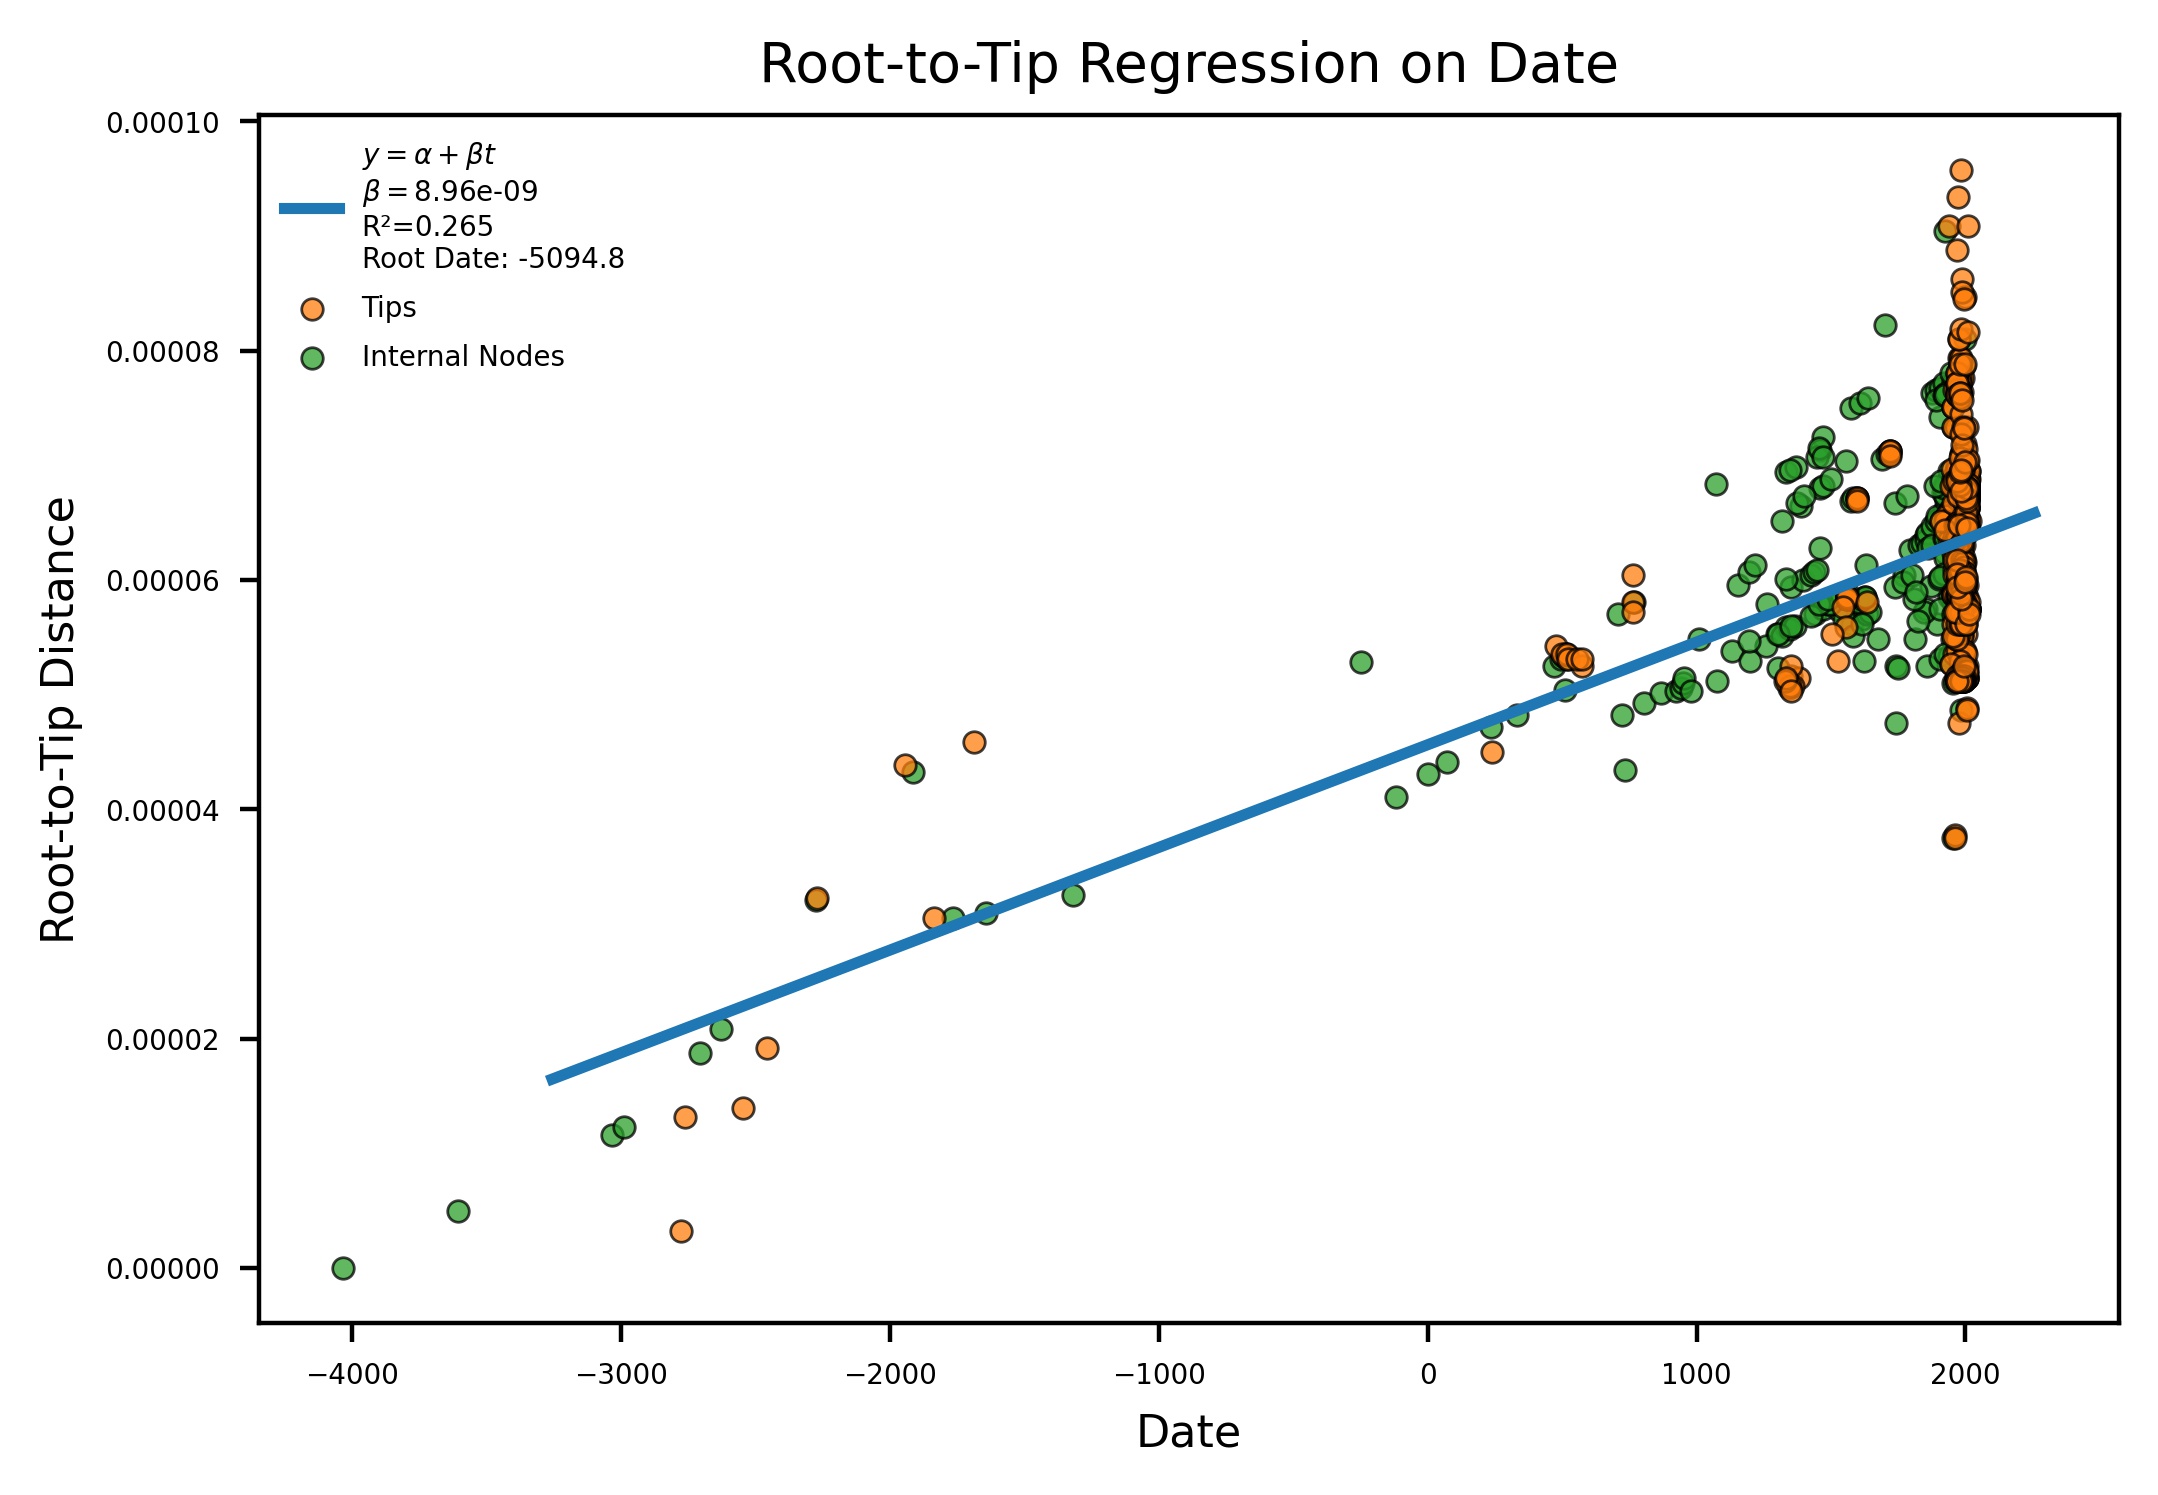 Root-to-Tip Regression on Date
0.00010
0.00008
0.00006
0.00004
0.00002
0.00000
Root-to-Tip Distance
y = α + βt
β = 8.96e-09
R²=0.265
Root Date: -5094.8
Tips
Internal Nodes
−4000 −3000 −2000 −1000 0 1000 2000
Date